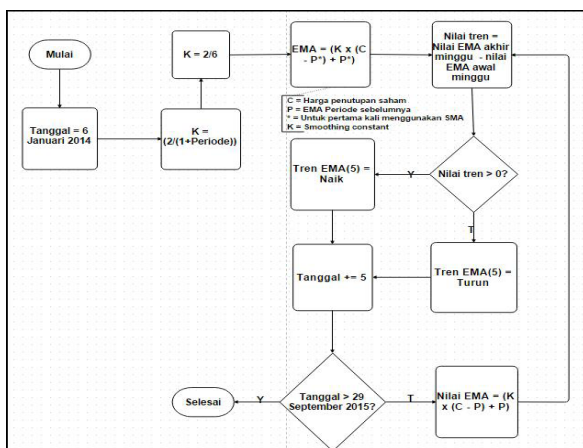 Mulai
Tanggal = 6
Januari 2014
K =
(2/(1+Periode))
K = 2/6
EMA = (K x (C
- P*) + P*)
C = Harga penutupan saham
P = EMA Periode sebelumnya
* = Untuk pertama kali menggunakan SMA
K = Smoothing constant
Nilai tren =
Nilai EMA akhir
minggu - nilai
EMA awal
minggu
Nilai tren > 0?
Y
Tren EMA(5) =
Naik
T
Tren EMA(5) =
Turun
Tanggal += 5
Tanggal > 29
September 2015?
Y
Selesai
T
Nilai EMA = (K
x (C - P) + P)